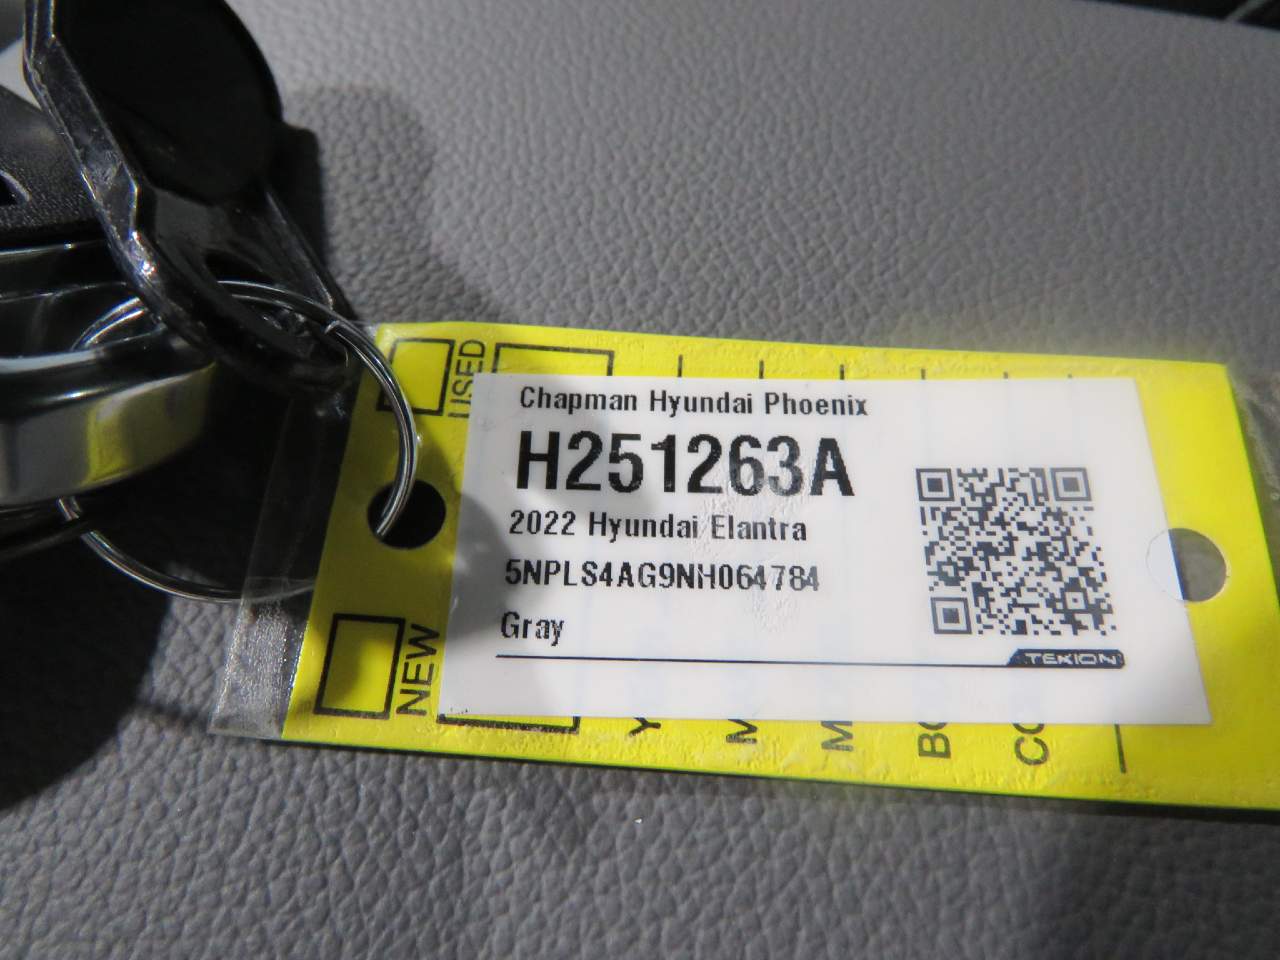 USED
Chapman Hyundai Phoenix
H251263A
2022 Hyundai Elantra
5NPLS4AG9NH064784
Gray
TEKION
NEW